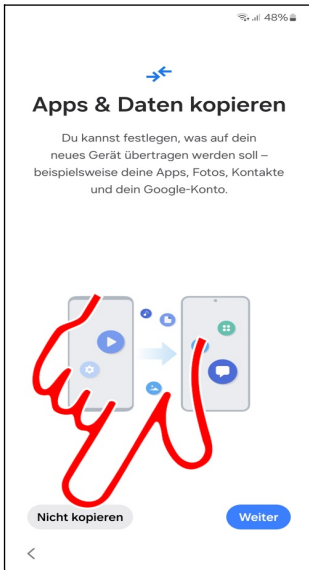 48%
Apps & Daten kopieren
Du kannst festlegen, was auf dein
neues Gerät übertragen werden soll –
beispielsweise deine Apps, Fotos, Kontakte
und dein Google-Konto.
Nicht kopieren
Weiter